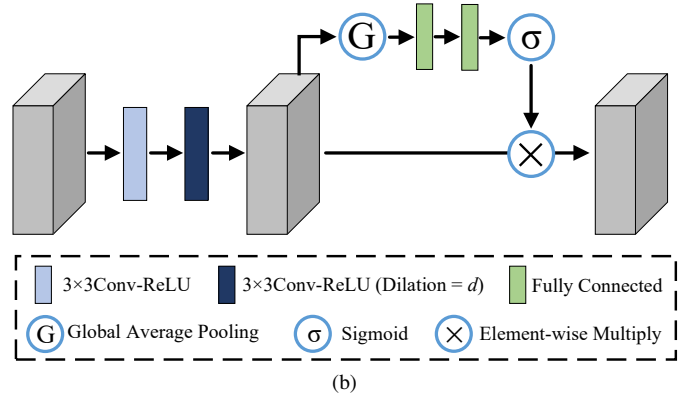 G
σ
×
3×3Conv-ReLU
3×3Conv-ReLU (Dilation = d)
Fully Connected
G Global Average Pooling
σ Sigmoid
× Element-wise Multiply
(b)